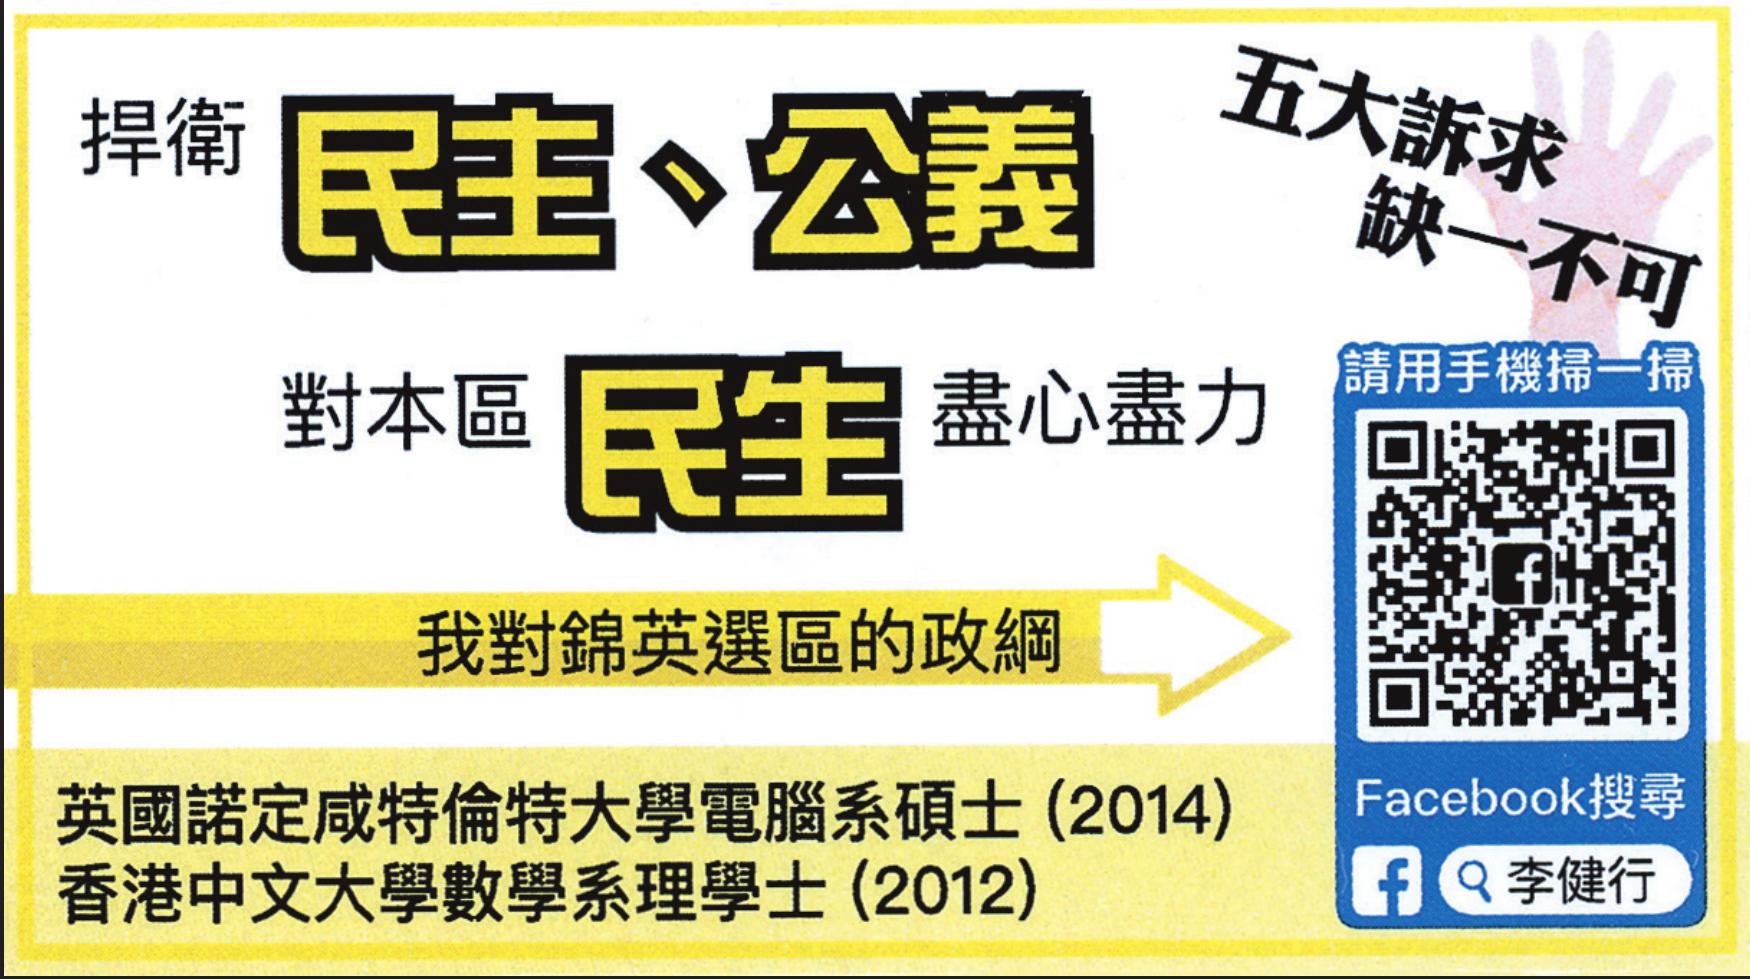 捍衛民主、公義
五大訴求
缺一不可
對本區民生盡心盡力
請用手機掃一掃
我對錦英選區的政綱
英國諾定咸特倫特大學電腦系碩士 (2014)
香港中文大學數學系理學士 (2012)
Facebook搜尋
李健行